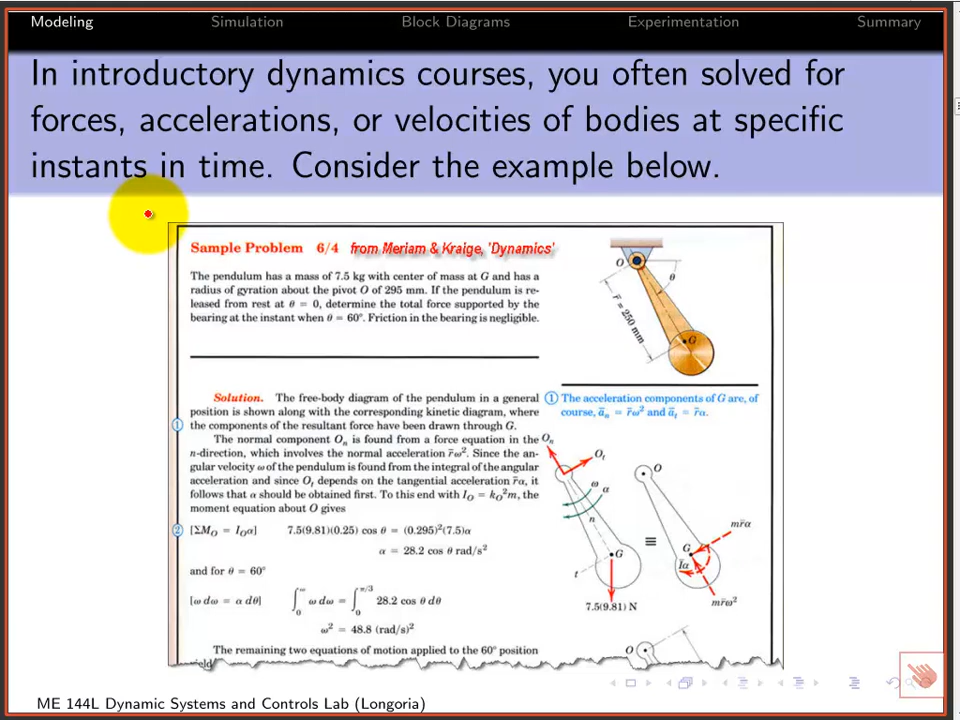 Modeling Simulation Block Diagrams Experimentation Summary
In introductory dynamics courses, you often solved for
forces, accelerations, or velocities of bodies at specific
instants in time. Consider the example below.
Sample Problem 6/4 from Meriam & Kraige, 'Dynamics'
The pendulum has a mass of 7.5 kg with center of mass at G and has a
radius of gyration about the pivot O of 295 mm. If the pendulum is re-
leased from rest at θ = 0, determine the total force supported by the
bearing at the instant when θ = 60°. Friction in the bearing is negligible.
O
θ
r̄ = 250 mm
G
Solution. The free-body diagram of the pendulum in a general
position is shown along with the corresponding kinetic diagram, where
① the components of the resultant force have been drawn through G.
The normal component Oₙ is found from a force equation in the
n-direction, which involves the normal acceleration r̄ω². Since the an-
gular velocity ω of the pendulum is found from the integral of the angular
acceleration and since Oₜ depends on the tangential acceleration r̄α, it
follows that α should be obtained first. To this end with I_O = k_O²m, the
moment equation about O gives
② [ΣM_O = I_Oα] 7.5(9.81)(0.25) cos θ = (0.295)²(7.5)α
α = 28.2 cos θ rad/s²
and for θ = 60°
[ω dω = α dθ] ∫₀^ω ω dω = ∫₀^π/3 28.2 cos θ dθ
ω² = 48.8 (rad/s)²
The remaining two equations of motion applied to the 60° position
① The acceleration components of G are, of
course, āₙ = r̄ω² and āₜ = r̄α.
Oₙ
Oₜ
ω
α
n
G
t
7.5(9.81) N
≡
O
G
mr̄α
Īα
mr̄ω²
O
ME 144L Dynamic Systems and Controls Lab (Longoria)